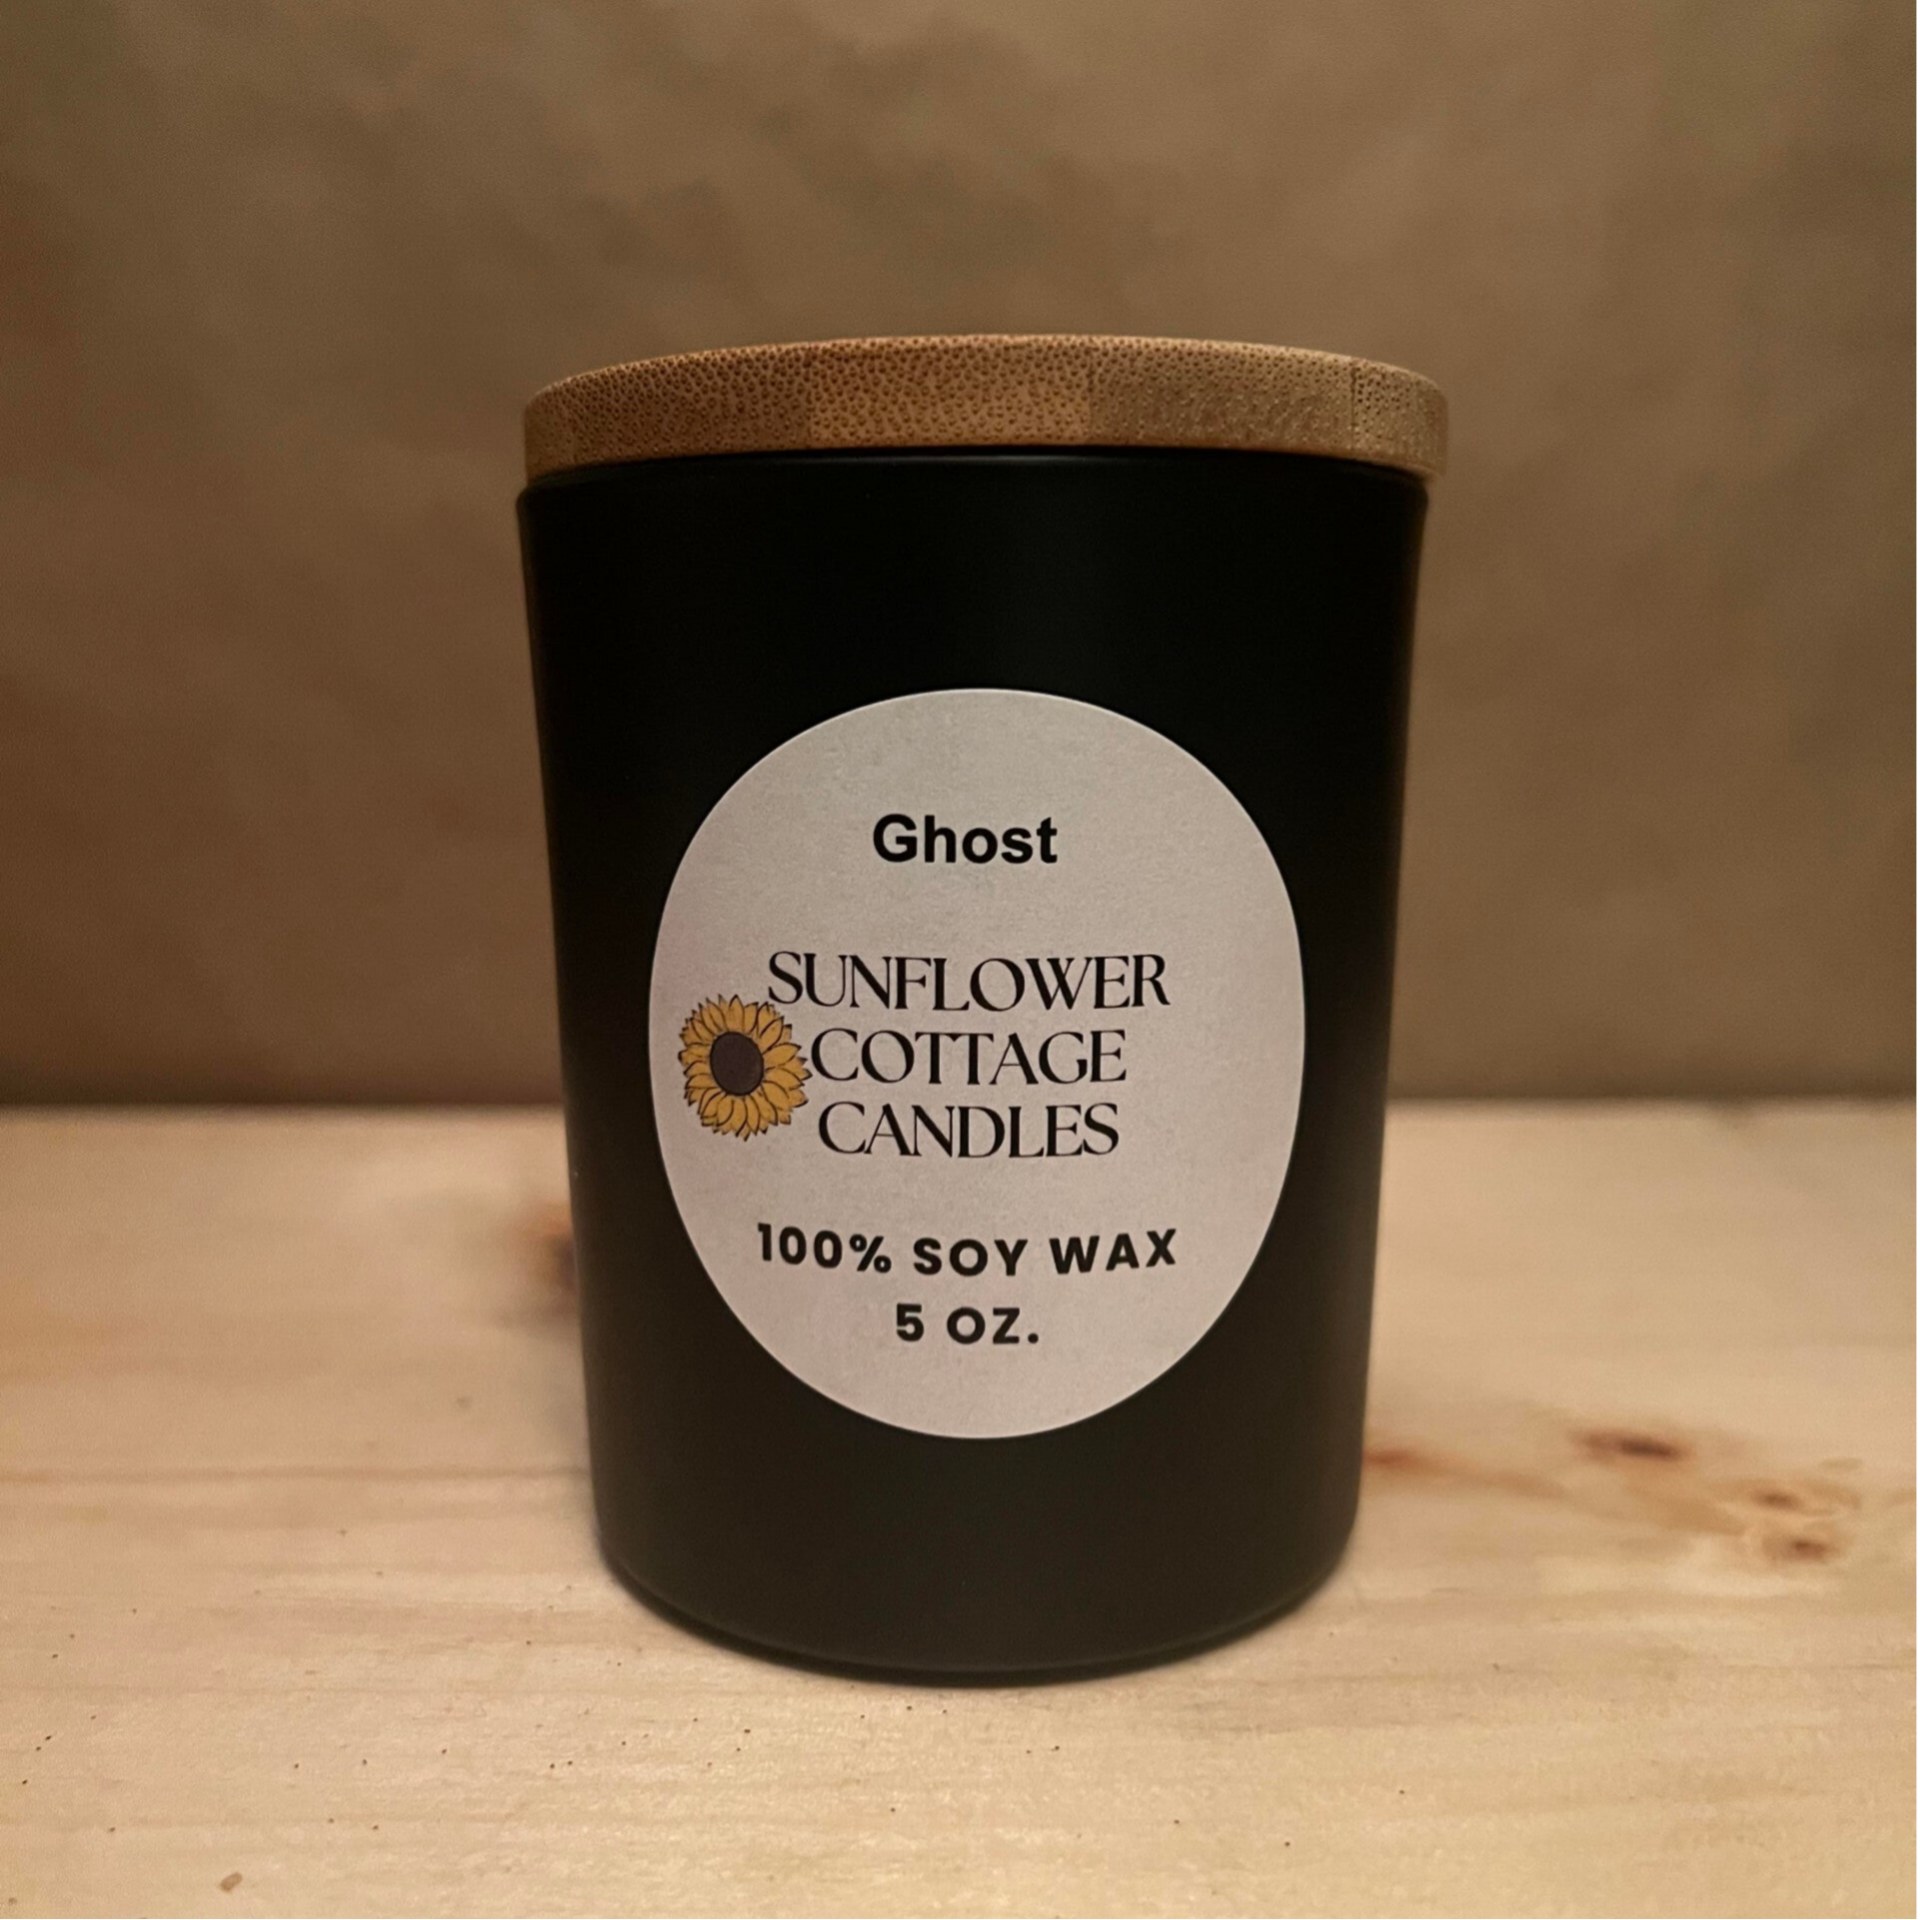 Ghost
SUNFLOWER
COTTAGE
CANDLES
100% SOY WAX
5 OZ.